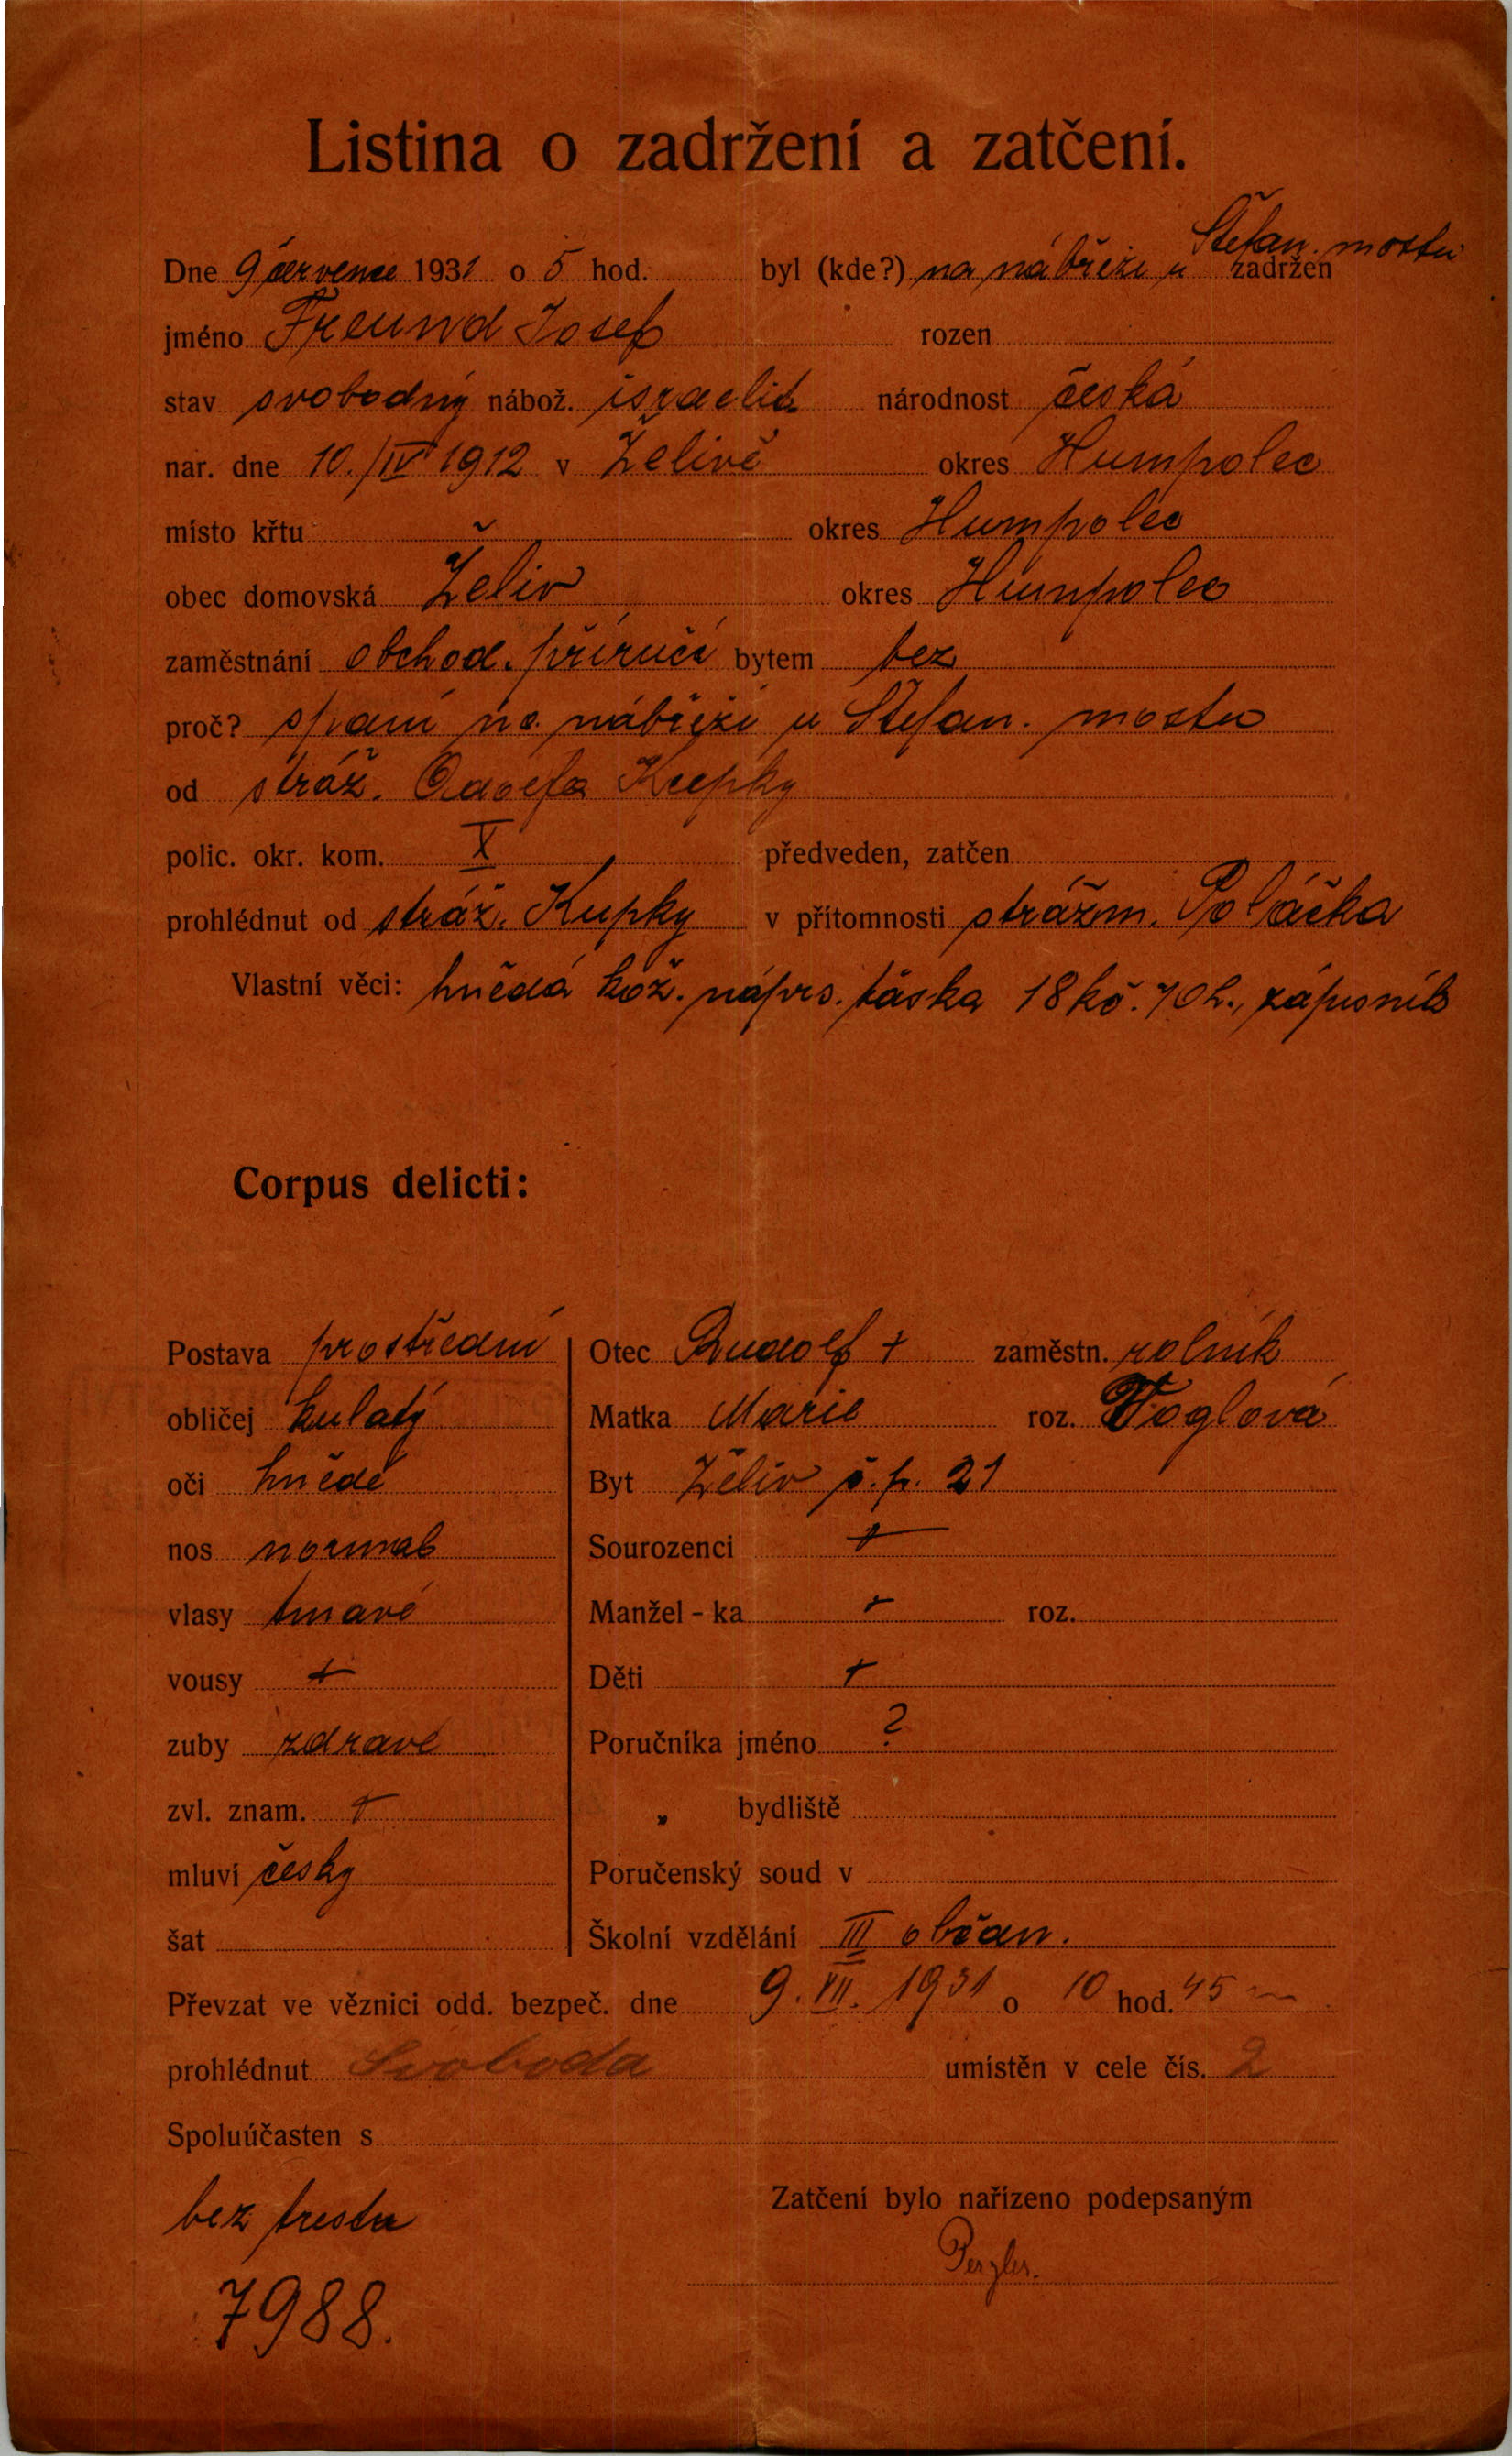 Listina o zadržení a zatčení.
Štefan. mostu
Dne 9 července 1931 o 5 hod. byl (kde?) na nábřeži u zadržen
jméno Freund Josef rozen
stav svobodný nábož. israelit. národnost česká
nar. dne 10./IV 1912 v Želivě okres Humpolec
místo křtu okres Humpolec
obec domovská Želiv okres Humpolec
zaměstnání obchod. příručí bytem bez
proč? spaní na nábřeží u Štefan. mostu
od stráž. Kupky
polic. okr. kom. X předveden, zatčen
prohlédnut od stráž. Kupky v přítomnosti strážm. Poláčka
Vlastní věci: hnědá kož. náprs. taška 18 kč. 70 h., zápisník
Corpus delicti:
Postava prostřední
obličej kulatý
oči hnědé
nos normal
vlasy tmavé
vousy +
zuby zdravé
zvl. znam. +
mluví česky
šat
Otec Rudolf + zaměstn. rolník
Matka Marie roz. Voglová
Byt Želiv č.p. 21
Sourozenci +
Manžel - ka + roz.
Děti +
Poručníka jméno ?
„ bydliště
Poručenský soud v
Školní vzdělání III občan.
Převzat ve věznici odd. bezpeč. dne 9. VII. 1931 o 10 hod. 45 m
prohlédnut Svoboda umístěn v cele čís. 2
Spoluúčasten s
bez trestu
Zatčení bylo nařízeno podepsaným
7988.